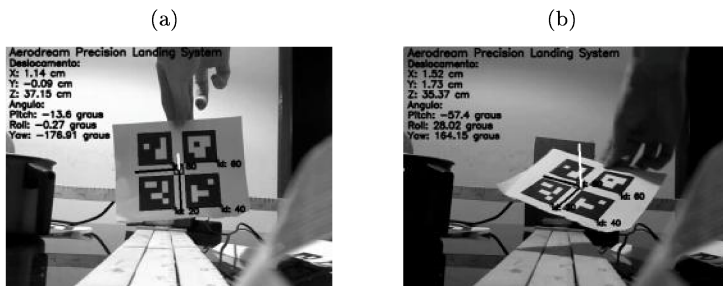 (a)
(b)
Aerodream Precision Landing System
Deslocamento:
X: 1.14 cm
Y: -0.09 cm
Z: 37.15 cm
Angulo:
Pitch: -13.6 graus
Roll: -0.27 graus
Yaw: -176.91 graus
Id: 60
Id: 20
Id: 40
Aerodream Precision Landing System
Deslocamento:
X: 1.52 cm
Y: 1.73 cm
Z: 35.37 cm
Angulo:
Pitch: -57.4 graus
Roll: 28.02 graus
Yaw: 164.15 graus
Id: 60
Id: 40